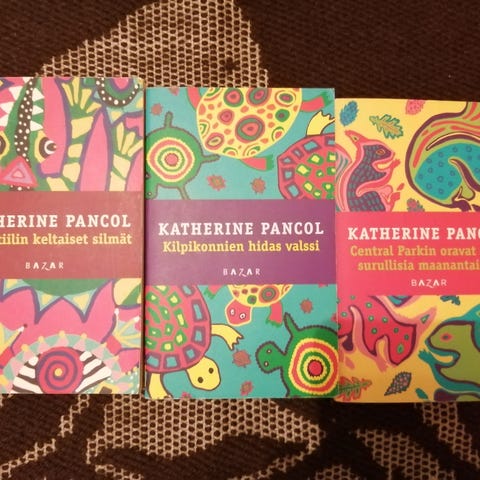 HERINE PANCOL
tiilin keltaiset silmät
BAZAR
KATHERINE PANCOL
Kilpikonnien hidas valssi
BAZAR
KATHERINE PANC
Central Parkin oravat
surullisia maanantai
BAZAR